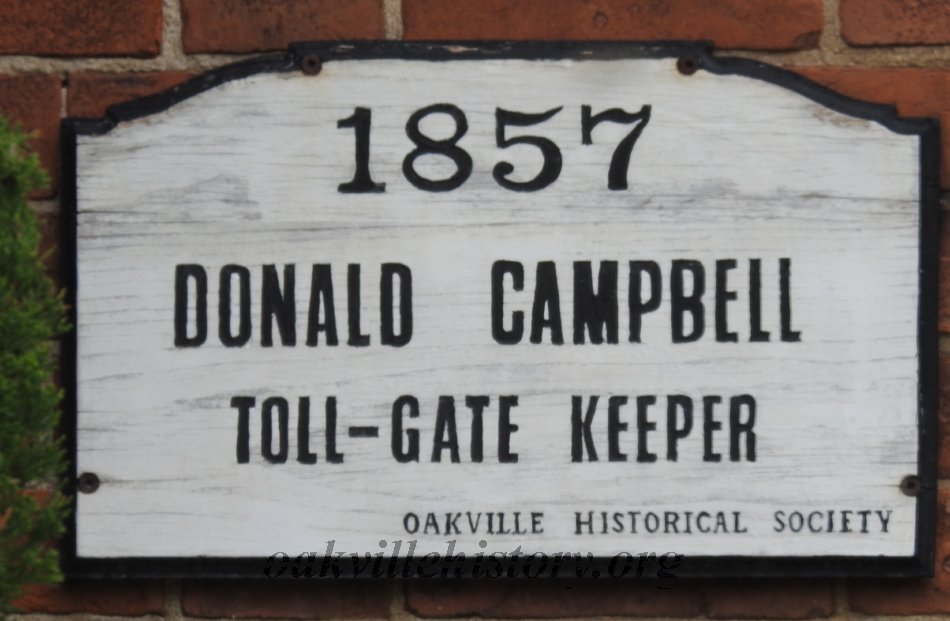 1857
DONALD CAMPBELL
TOLL-GATE KEEPER
OAKVILLE HISTORICAL SOCIETY
oakvillehistory.org